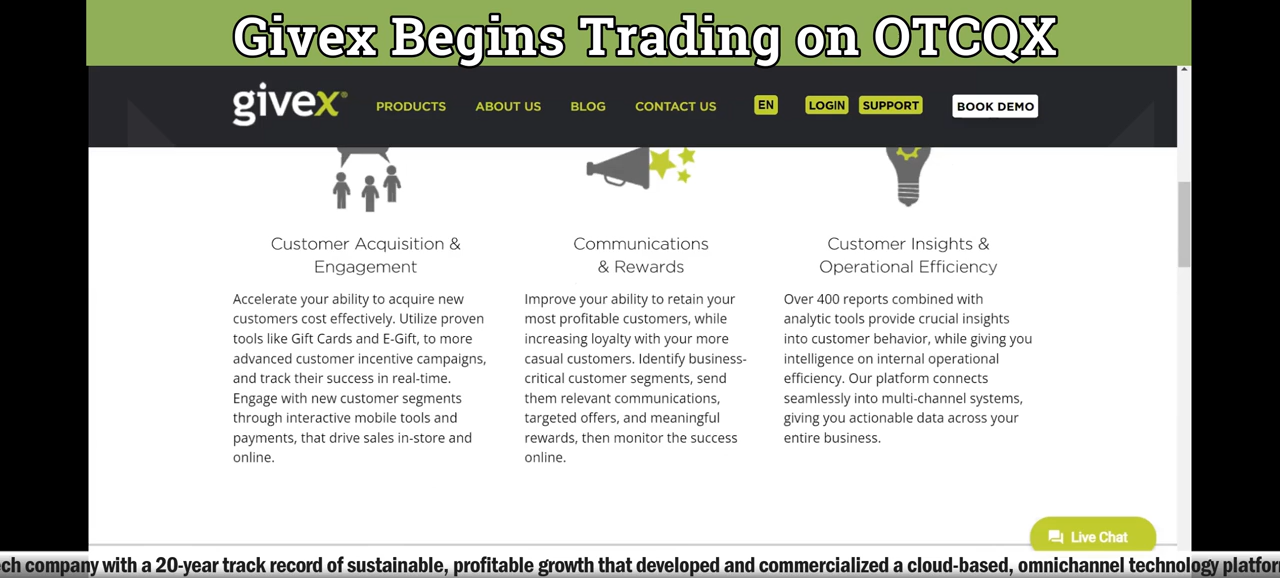 Givex Begins Trading on OTCQX
givex®
PRODUCTS ABOUT US BLOG CONTACT US EN LOGIN SUPPORT BOOK DEMO
Customer Acquisition &
Engagement
Accelerate your ability to acquire new
customers cost effectively. Utilize proven
tools like Gift Cards and E-Gift, to more
advanced customer incentive campaigns,
and track their success in real-time.
Engage with new customer segments
through interactive mobile tools and
payments, that drive sales in-store and
online.
Communications
& Rewards
Improve your ability to retain your
most profitable customers, while
increasing loyalty with your more
casual customers. Identify business-
critical customer segments, send
them relevant communications,
targeted offers, and meaningful
rewards, then monitor the success
online.
Customer Insights &
Operational Efficiency
Over 400 reports combined with
analytic tools provide crucial insights
into customer behavior, while giving you
intelligence on internal operational
efficiency. Our platform connects
seamlessly into multi-channel systems,
giving you actionable data across your
entire business.
Live Chat
ech company with a 20-year track record of sustainable, profitable growth that developed and commercialized a cloud-based, omnichannel technology platfor